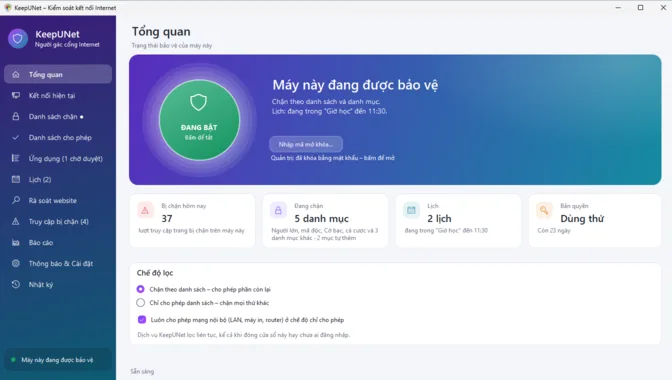 KeepUNet – Kiểm soát kết nối Internet
KeepUNet
Người gác cổng Internet
Tổng quan
Kết nối hiện tại
Danh sách chặn
Danh sách cho phép
Ứng dụng (1 chờ duyệt)
Lịch (2)
Rà soát website
Truy cập bị chặn (4)
Báo cáo
Thông báo & Cài đặt
Nhật ký
Máy này đang được bảo vệ
Tổng quan
Trạng thái bảo vệ của máy này
ĐANG BẬT
Bấm để tắt
Máy này đang được bảo vệ
Chặn theo danh sách và danh mục.
Lịch: đang trong "Giờ học" đến 11:30.
Nhập mã mở khóa...
Quản trị: đã khóa bằng mật khẩu – bấm để mở
Bị chặn hôm nay
37
lượt truy cập trang bị chặn trên máy này
Đang chặn
5 danh mục
Người lớn, mã độc, Cờ bạc, cá cược và 3
danh mục khác · 2 mục tự thêm
Lịch
2 lịch
đang trong "Giờ học" đến 11:30
Bản quyền
Dùng thử
Còn 23 ngày
Chế độ lọc
Chặn theo danh sách – cho phép phần còn lại
Chỉ cho phép danh sách – chặn mọi thứ khác
Luôn cho phép mạng nội bộ (LAN, máy in, router) ở chế độ chỉ cho phép
Dịch vụ KeepUNet lọc liên tục, kể cả khi đóng cửa sổ này hay chưa ai đăng nhập.
Sẵn sàng